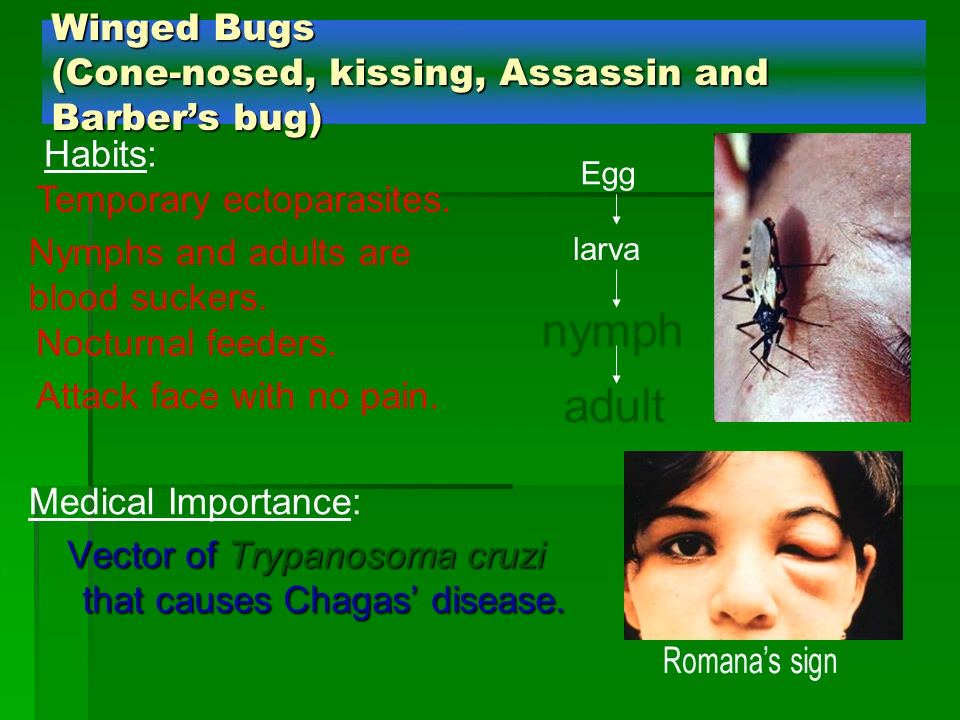 Winged Bugs
(Cone-nosed, kissing, Assassin and
Barber’s bug)
Habits:
Temporary ectoparasites.
Nymphs and adults are
blood suckers.
Nocturnal feeders.
Attack face with no pain.
Egg
larva
nymph
adult
Medical Importance:
Vector of Trypanosoma cruzi
that causes Chagas’ disease.
Romana’s sign